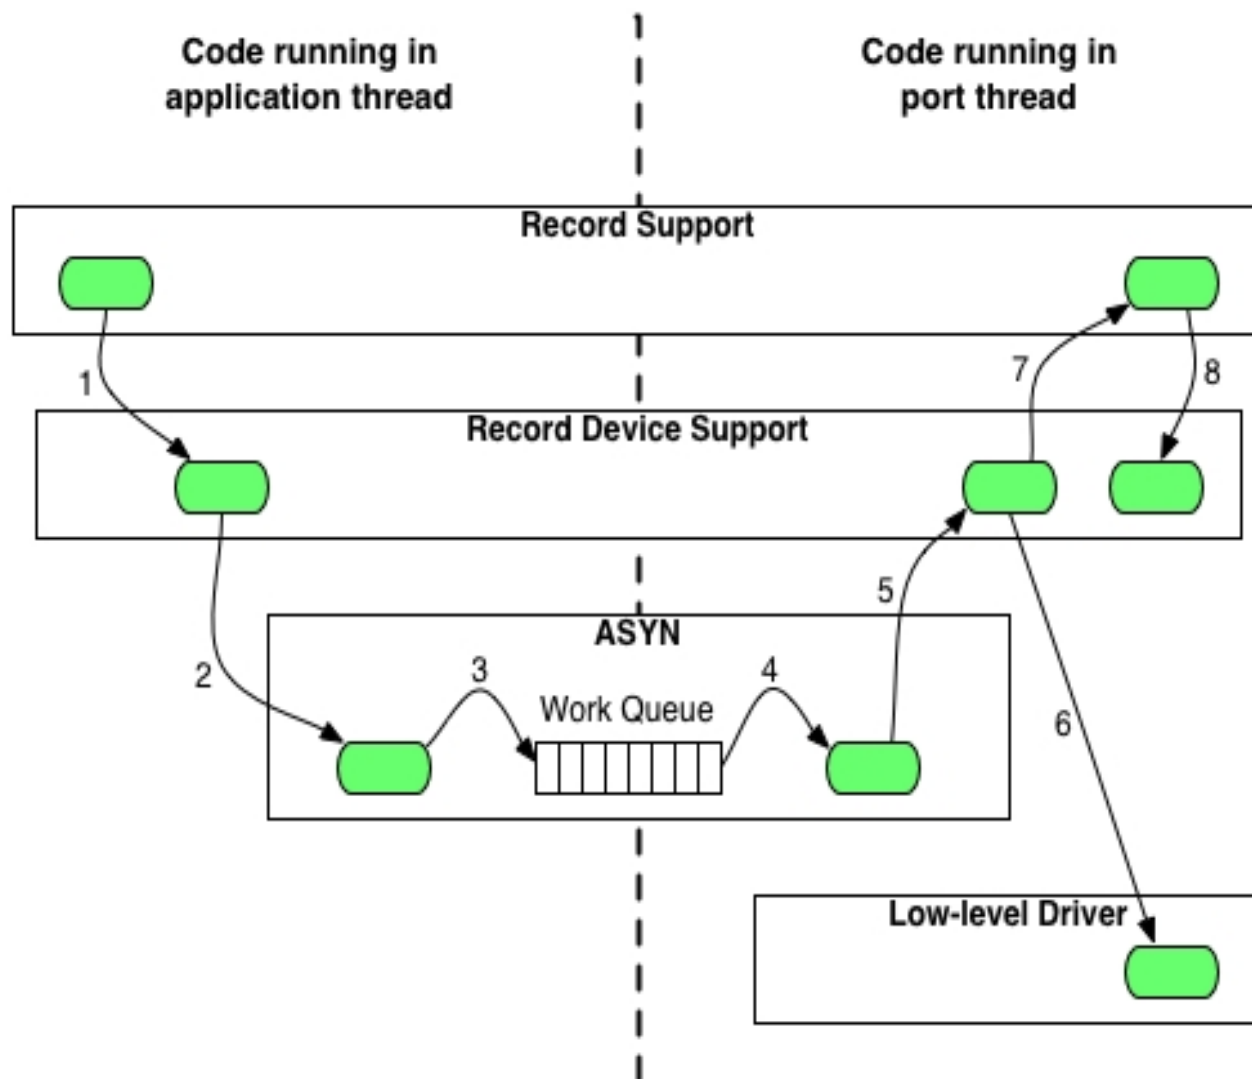 Code running in
application thread
Code running in
port thread
Record Support
1
7
8
Record Device Support
2
5
ASYN
3
4
Work Queue
6
Low-level Driver